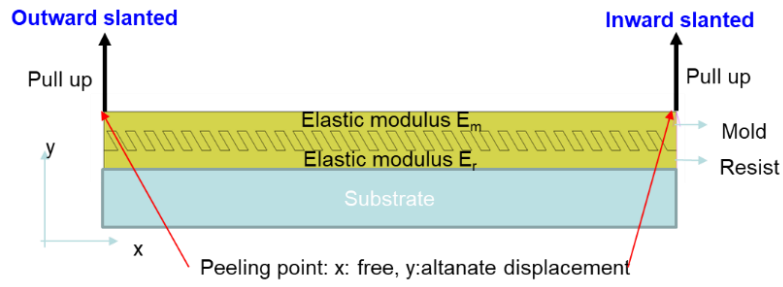 Outward slanted
Inward slanted
Pull up
Pull up
Elastic modulus Em
Mold
y
Elastic modulus Er
Resist
Substrate
x
Peeling point: x: free, y:altanate displacement